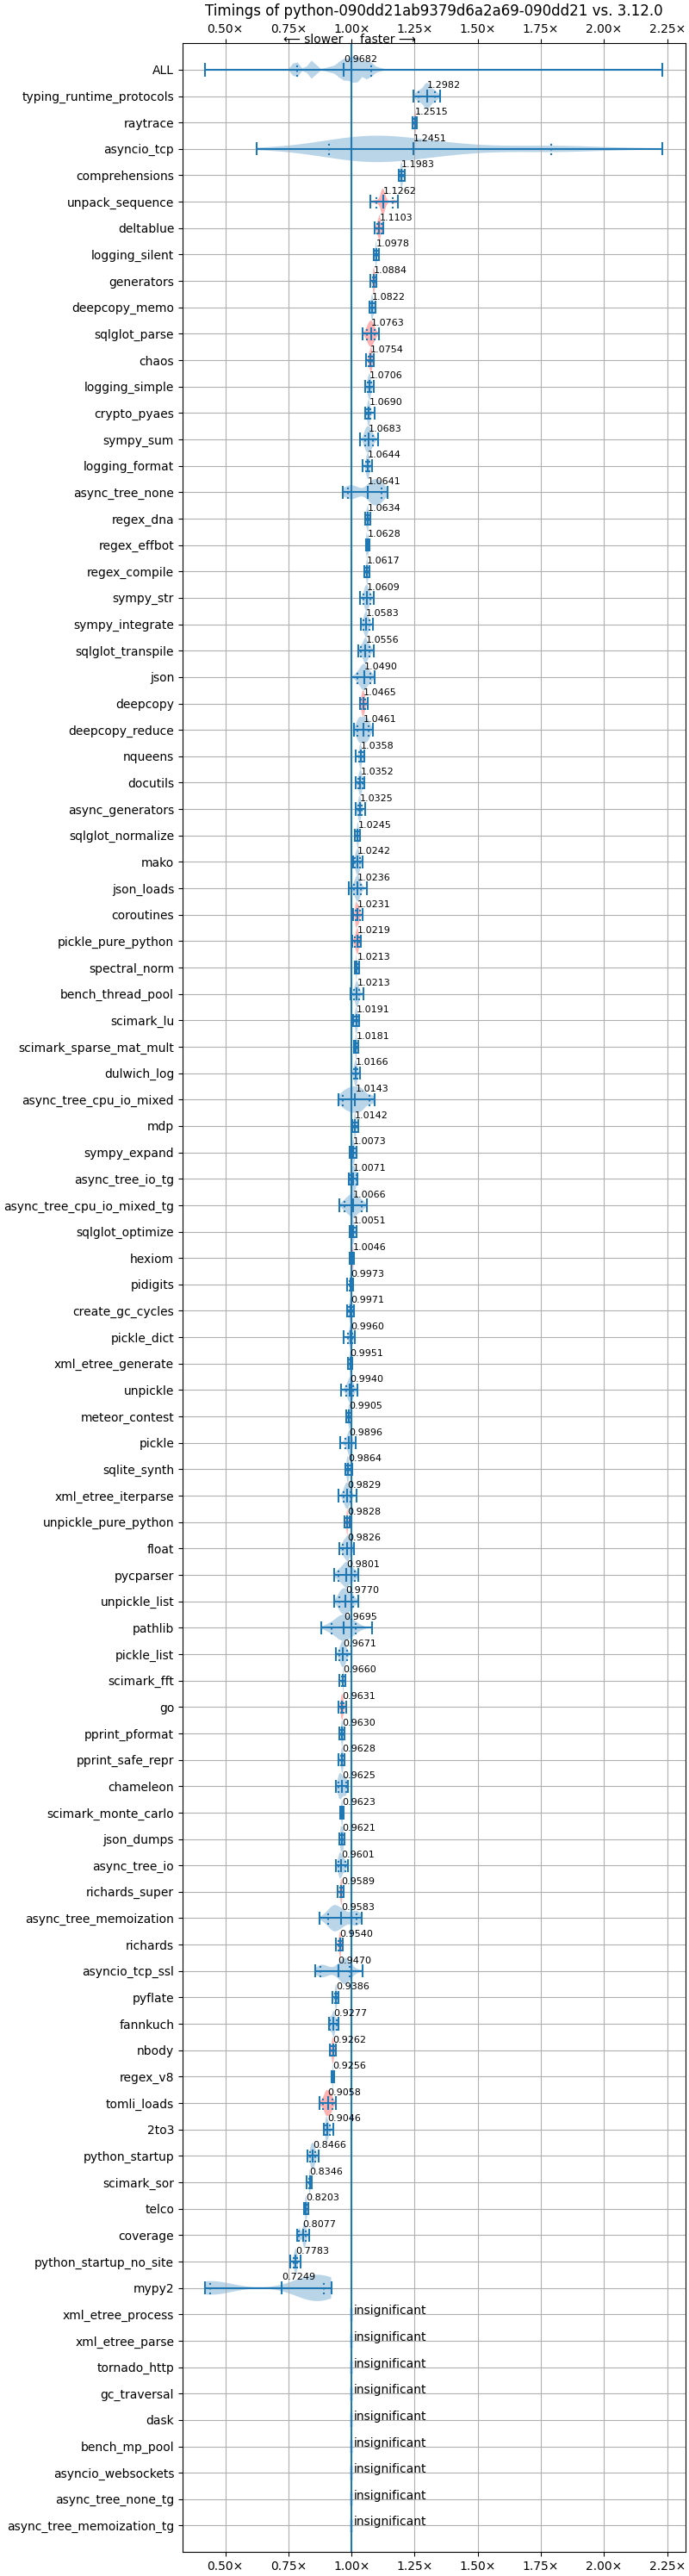 Timings of python-090dd21ab9379d6a2a69-090dd21 vs. 3.12.0
0.50× 0.75× 1.00× 1.25× 1.50× 1.75× 2.00× 2.25×
⟵ slower faster ⟶
ALL 0.9682
typing_runtime_protocols 1.2982
raytrace 1.2515
asyncio_tcp 1.2451
comprehensions 1.1983
unpack_sequence 1.1262
deltablue 1.1103
logging_silent 1.0978
generators 1.0884
deepcopy_memo 1.0822
sqlglot_parse 1.0763
chaos 1.0754
logging_simple 1.0706
crypto_pyaes 1.0690
sympy_sum 1.0683
logging_format 1.0644
async_tree_none 1.0641
regex_dna 1.0634
regex_effbot 1.0628
regex_compile 1.0617
sympy_str 1.0609
sympy_integrate 1.0583
sqlglot_transpile 1.0556
json 1.0490
deepcopy 1.0465
deepcopy_reduce 1.0461
nqueens 1.0358
docutils 1.0352
async_generators 1.0325
sqlglot_normalize 1.0245
mako 1.0242
json_loads 1.0236
coroutines 1.0231
pickle_pure_python 1.0219
spectral_norm 1.0213
bench_thread_pool 1.0213
scimark_lu 1.0191
scimark_sparse_mat_mult 1.0181
dulwich_log 1.0166
async_tree_cpu_io_mixed 1.0143
mdp 1.0142
sympy_expand 1.0073
async_tree_io_tg 1.0071
async_tree_cpu_io_mixed_tg 1.0066
sqlglot_optimize 1.0051
hexiom 1.0046
pidigits 0.9973
create_gc_cycles 0.9971
pickle_dict 0.9960
xml_etree_generate 0.9951
unpickle 0.9940
meteor_contest 0.9905
pickle 0.9896
sqlite_synth 0.9864
xml_etree_iterparse 0.9829
unpickle_pure_python 0.9828
float 0.9826
pycparser 0.9801
unpickle_list 0.9770
pathlib 0.9695
pickle_list 0.9671
scimark_fft 0.9660
go 0.9631
pprint_pformat 0.9630
pprint_safe_repr 0.9628
chameleon 0.9625
scimark_monte_carlo 0.9623
json_dumps 0.9621
async_tree_io 0.9601
richards_super 0.9589
async_tree_memoization 0.9583
richards 0.9540
asyncio_tcp_ssl 0.9470
pyflate 0.9386
fannkuch 0.9277
nbody 0.9262
regex_v8 0.9256
tomli_loads 0.9058
2to3 0.9046
python_startup 0.8466
scimark_sor 0.8346
telco 0.8203
coverage 0.8077
python_startup_no_site 0.7783
mypy2 0.7249
xml_etree_process insignificant
xml_etree_parse insignificant
tornado_http insignificant
gc_traversal insignificant
dask insignificant
bench_mp_pool insignificant
asyncio_websockets insignificant
async_tree_none_tg insignificant
async_tree_memoization_tg insignificant
0.50× 0.75× 1.00× 1.25× 1.50× 1.75× 2.00× 2.25×